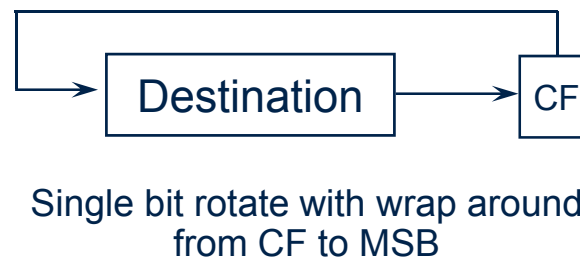 Destination
CF
Single bit rotate with wrap around
from CF to MSB